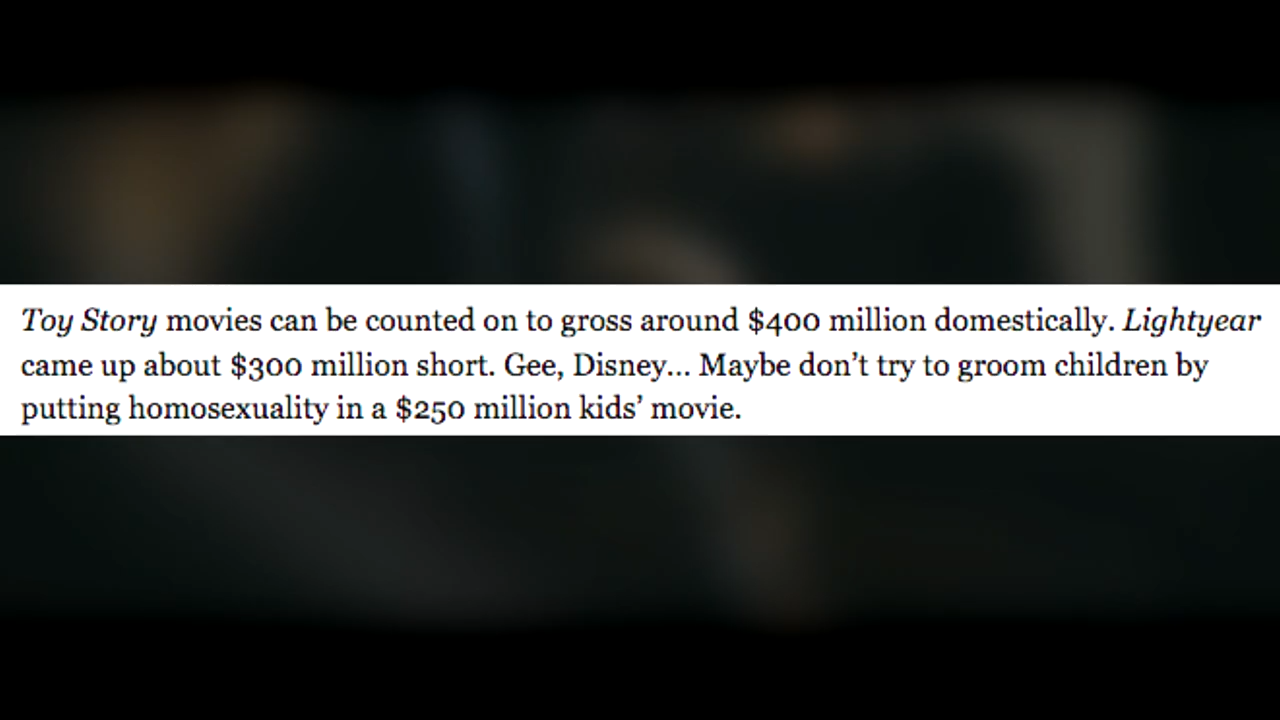 Toy Story movies can be counted on to gross around $400 million domestically. Lightyear
came up about $300 million short. Gee, Disney… Maybe don’t try to groom children by
putting homosexuality in a $250 million kids’ movie.